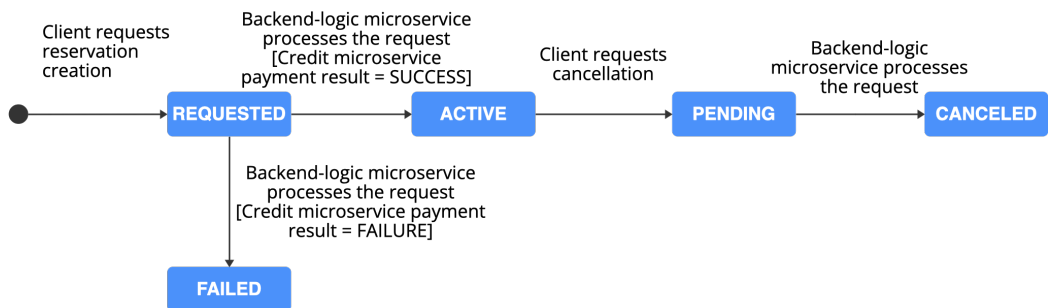 Client requests
reservation
creation
Backend-logic microservice
processes the request
[Credit microservice
payment result = SUCCESS]
Client requests
cancellation
Backend-logic
microservice processes
the request
REQUESTED
ACTIVE
PENDING
CANCELED
Backend-logic microservice
processes the request
[Credit microservice payment
result = FAILURE]
FAILED